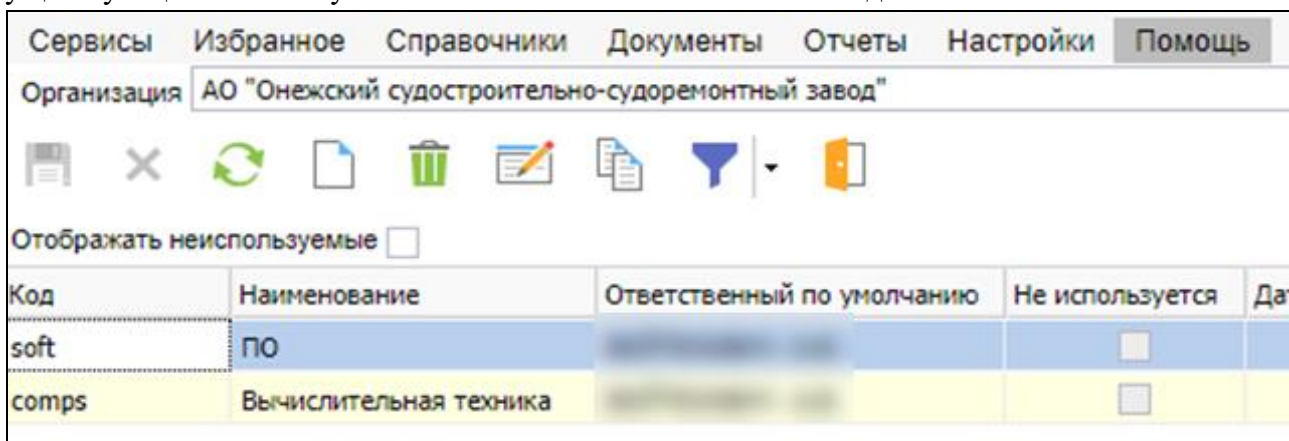 Сервисы Избранное Справочники Документы Отчеты Настройки Помощь
Организация АО "Онежский судостроительно-судоремонтный завод"
Отображать неиспользуемые
Код Наименование Ответственный по умолчанию Не используется Дат
soft ПО
comps Вычислительная техника